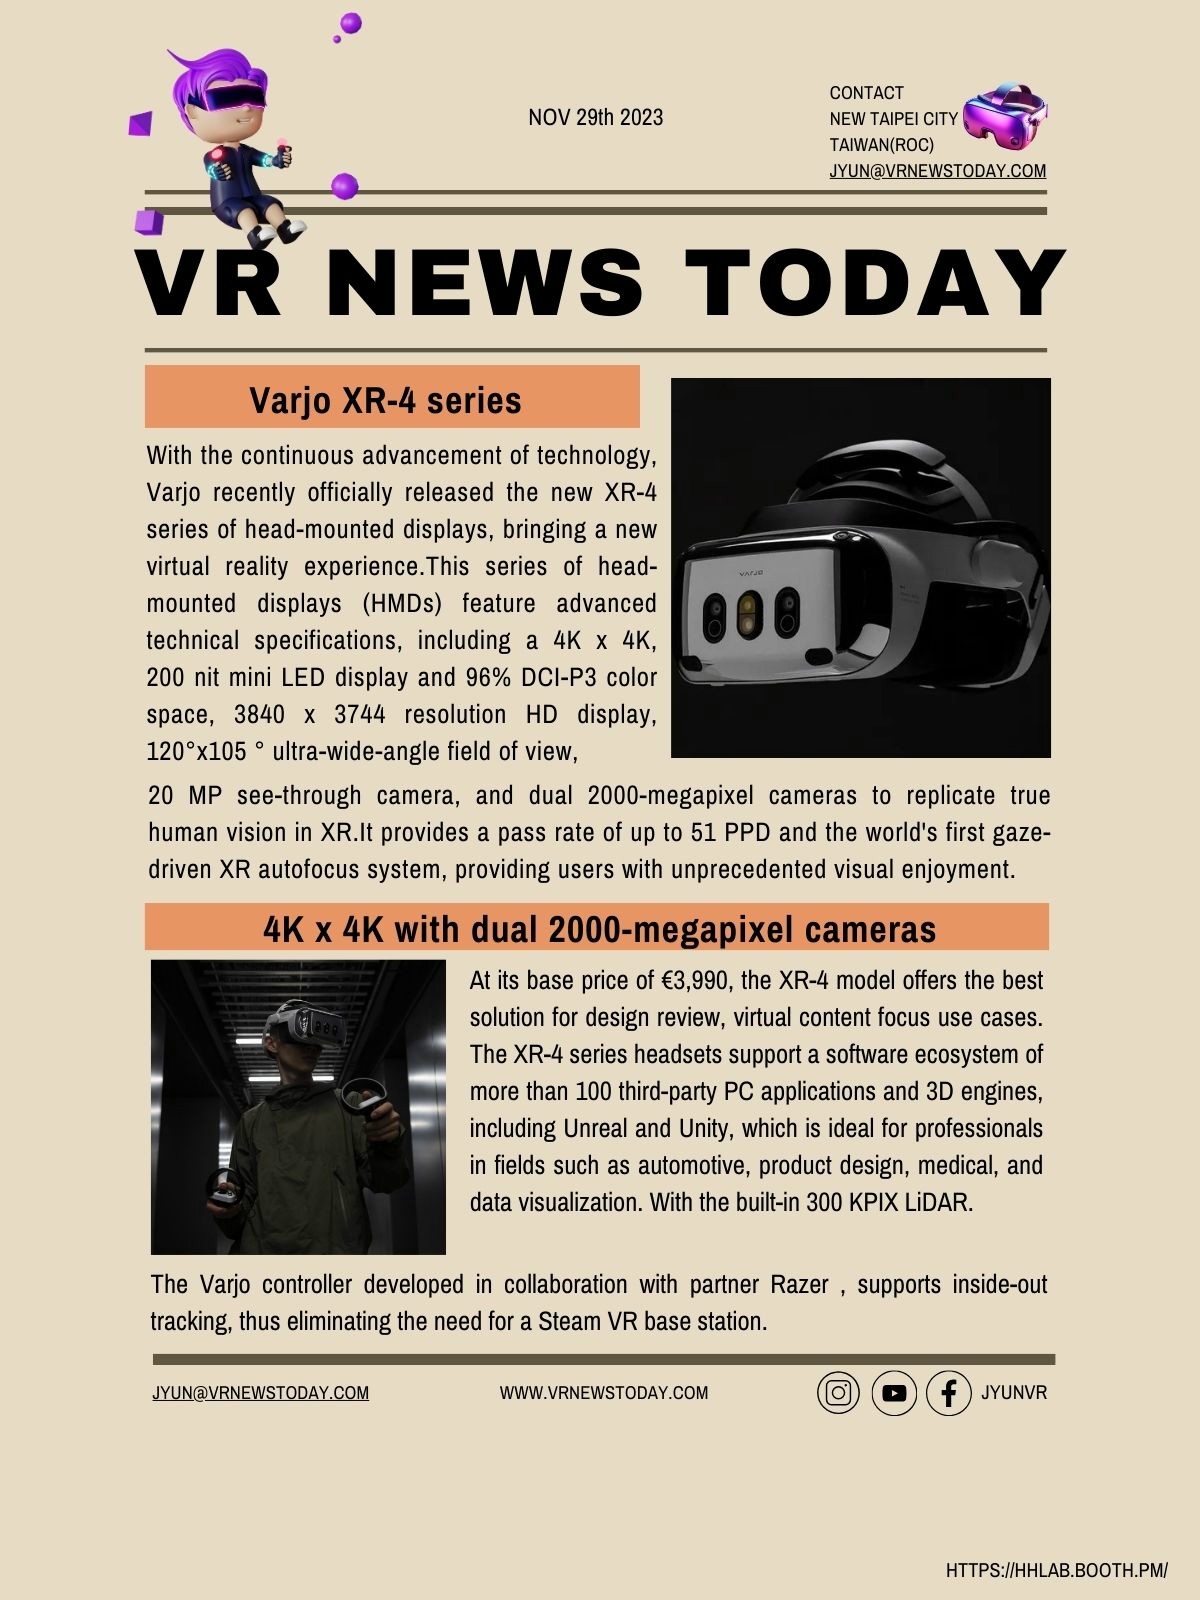 NOV 29th 2023
CONTACT
NEW TAIPEI CITY
TAIWAN(ROC)
JYUN@VRNEWSTODAY.COM
VR NEWS TODAY
Varjo XR-4 series
With the continuous advancement of technology,
Varjo recently officially released the new XR-4
series of head-mounted displays, bringing a new
virtual reality experience.This series of head-
mounted displays (HMDs) feature advanced
technical specifications, including a 4K x 4K,
200 nit mini LED display and 96% DCI-P3 color
space, 3840 x 3744 resolution HD display,
120°x105 ° ultra-wide-angle field of view,
VARJO
20 MP see-through camera, and dual 2000-megapixel cameras to replicate true
human vision in XR.It provides a pass rate of up to 51 PPD and the world's first gaze-
driven XR autofocus system, providing users with unprecedented visual enjoyment.
4K x 4K with dual 2000-megapixel cameras
At its base price of €3,990, the XR-4 model offers the best
solution for design review, virtual content focus use cases.
The XR-4 series headsets support a software ecosystem of
more than 100 third-party PC applications and 3D engines,
including Unreal and Unity, which is ideal for professionals
in fields such as automotive, product design, medical, and
data visualization. With the built-in 300 KPIX LiDAR.
The Varjo controller developed in collaboration with partner Razer , supports inside-out
tracking, thus eliminating the need for a Steam VR base station.
JYUN@VRNEWSTODAY.COM
WWW.VRNEWSTODAY.COM
JYUNVR
HTTPS://HHLAB.BOOTH.PM/